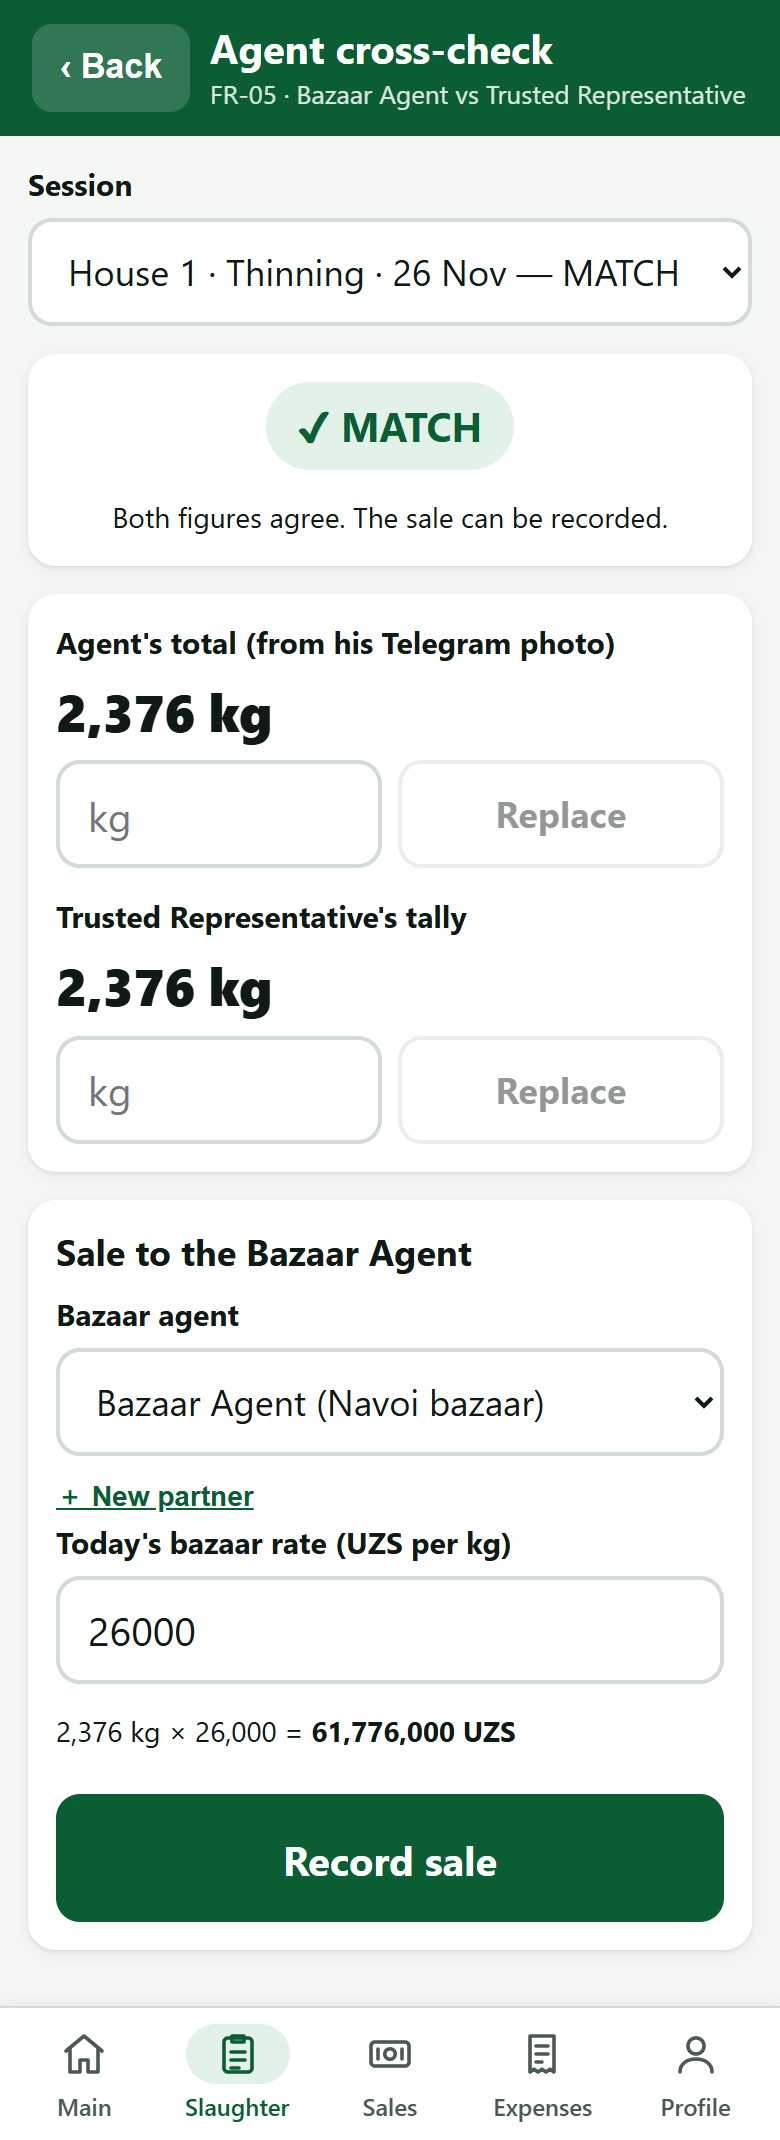 ‹ Back
Agent cross-check
FR-05 · Bazaar Agent vs Trusted Representative
Session
House 1 · Thinning · 26 Nov — MATCH
✓ MATCH
Both figures agree. The sale can be recorded.
Agent's total (from his Telegram photo)
2,376 kg
kg
Replace
Trusted Representative's tally
2,376 kg
kg
Replace
Sale to the Bazaar Agent
Bazaar agent
Bazaar Agent (Navoi bazaar)
+ New partner
Today's bazaar rate (UZS per kg)
26000
2,376 kg × 26,000 = 61,776,000 UZS
Record sale
Main
Slaughter
Sales
Expenses
Profile